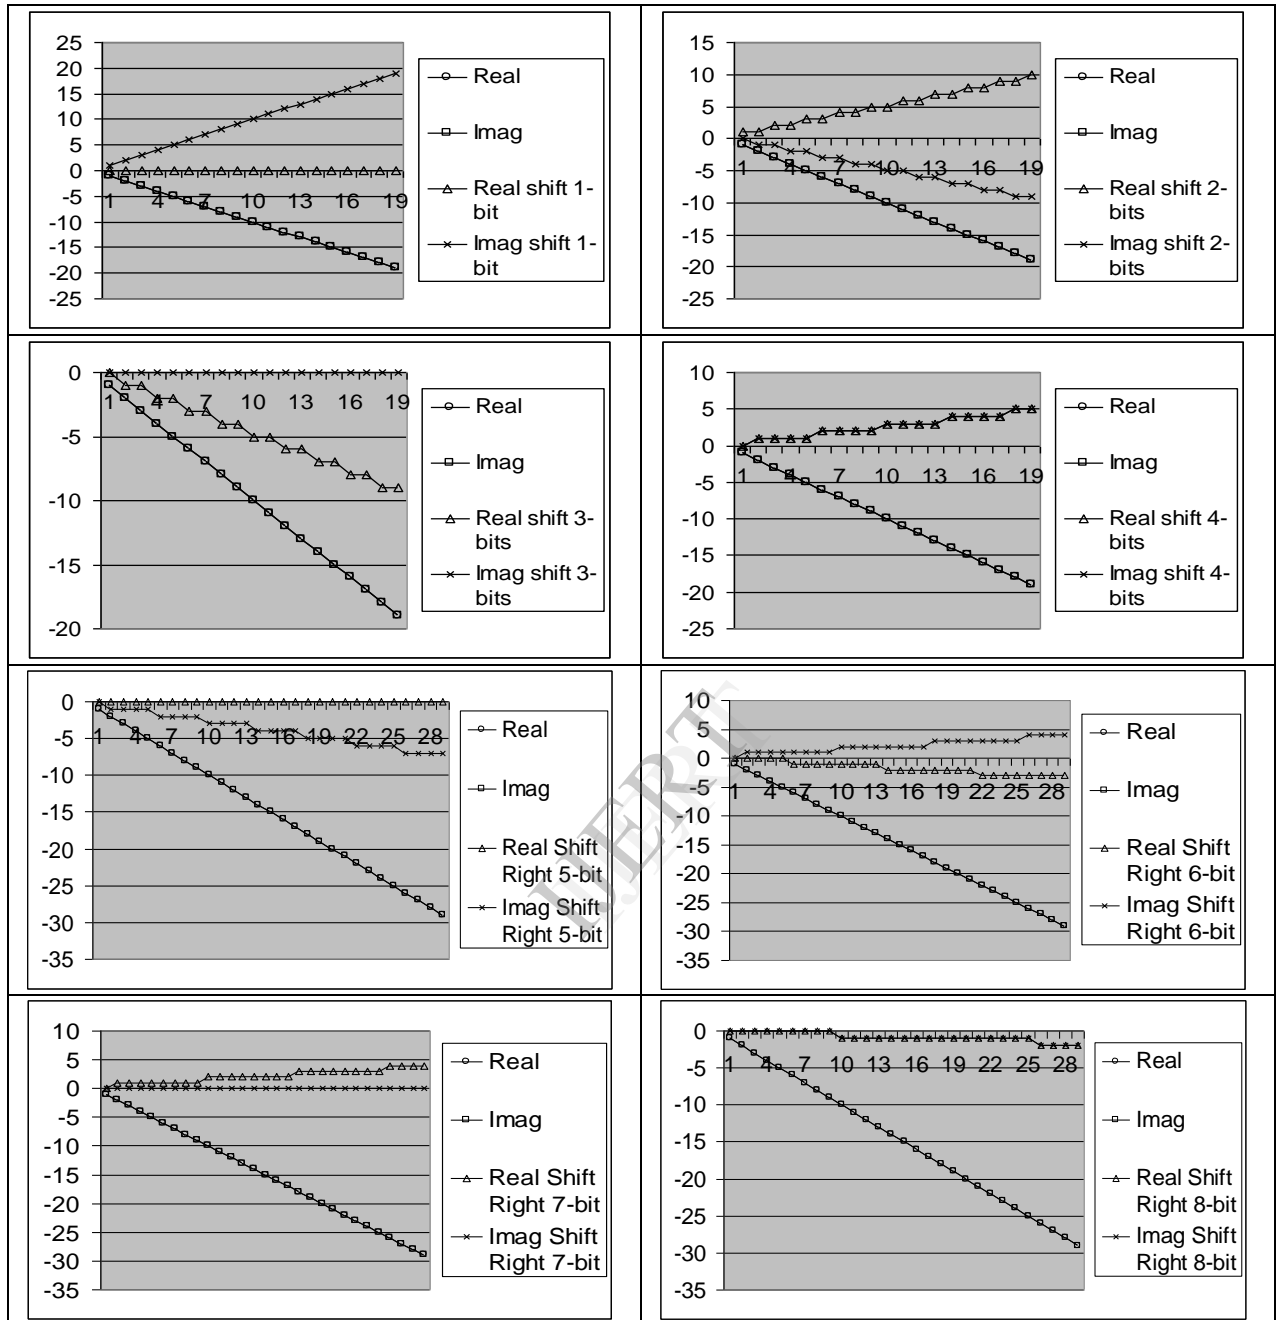 25
20
15
10
5
0
-5
-10
-15
-20
-25
1 4 7 10 13 16 19
Real
Imag
Real shift 1-
bit
Imag shift 1-
bit
15
10
5
0
-5
-10
-15
-20
-25
1 4 7 10 13 16 19
Real
Imag
Real shift 2-
bits
Imag shift 2-
bits
0
-5
-10
-15
-20
1 4 7 10 13 16 19
Real
Imag
Real shift 3-
bits
Imag shift 3-
bits
10
5
0
-5
-10
-15
-20
-25
1 4 7 10 13 16 19
Real
Imag
Real shift 4-
bits
Imag shift 4-
bits
0
-5
-10
-15
-20
-25
-30
-35
1 4 7 10 13 16 19 22 25 28
Real
Imag
Real Shift
Right 5-bit
Imag Shift
Right 5-bit
10
5
0
-5
-10
-15
-20
-25
-30
-35
1 4 7 10 13 16 19 22 25 28
Real
Imag
Real Shift
Right 6-bit
Imag Shift
Right 6-bit
IJERT
10
5
0
-5
-10
-15
-20
-25
-30
-35
Real
Imag
Real Shift
Right 7-bit
Imag Shift
Right 7-bit
0
-5
-10
-15
-20
-25
-30
-35
1 4 7 10 13 16 19 22 25 28
Real
Imag
Real Shift
Right 8-bit
Imag Shift
Right 8-bit